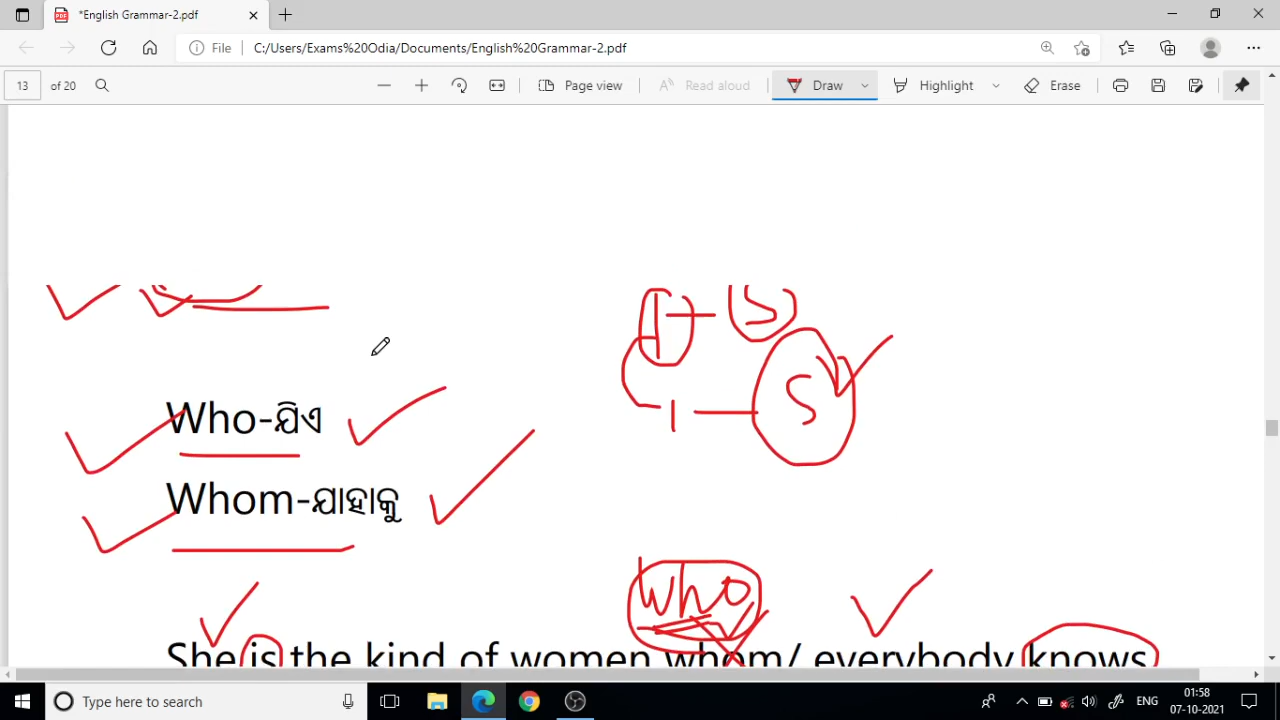 *English Grammar-2.pdf
File C:/Users/Exams%20Odia/Documents/English%20Grammar-2.pdf
13 of 20 Page view Read aloud Draw Highlight Erase
1 S
1 S
Who-ଯିଏ
Whom-ଯାହାକୁ
Who
She is the kind of women whom/ everybody knows
Type here to search ENG 01:58
07-10-2021